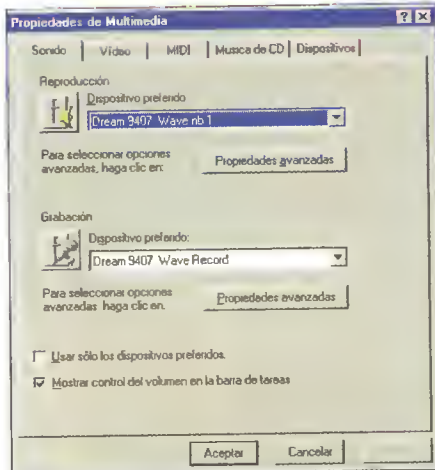 Propiedades de Multimedia
Sonido | Vídeo | MIDI | Musica de CD | Dispositivos
Reproducción
Dispositivo preferido
Dream 9407 Wave nb 1
Para seleccionar opciones
avanzadas, haga clic en:
Propiedades avanzadas
Grabación
Dispositivo preferido:
Dream 9407 Wave Record
Para seleccionar opciones
avanzadas haga clic en.
Propiedades avanzadas
Usar sólo los dispositivos preferidos.
Mostrar control del volumen en la barra de tareas
Aceptar
Cancelar